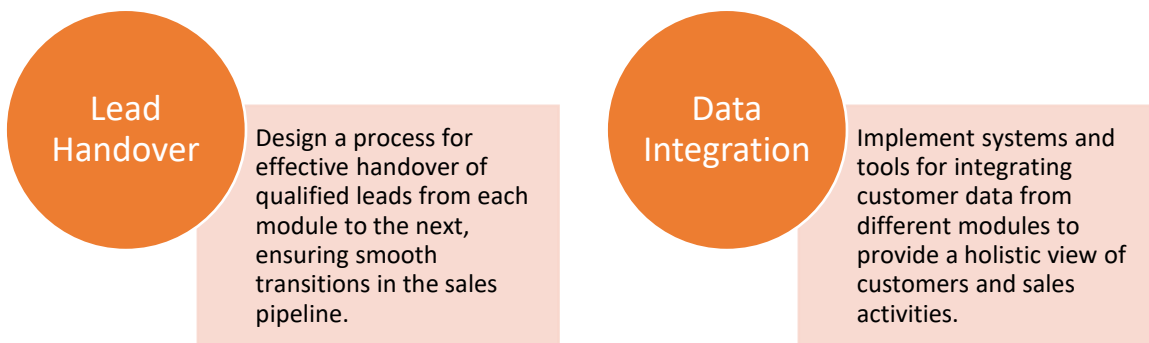 Lead
Handover
Design a process for
effective handover of
qualified leads from each
module to the next,
ensuring smooth
transitions in the sales
pipeline.
Data
Integration
Implement systems and
tools for integrating
customer data from
different modules to
provide a holistic view of
customers and sales
activities.